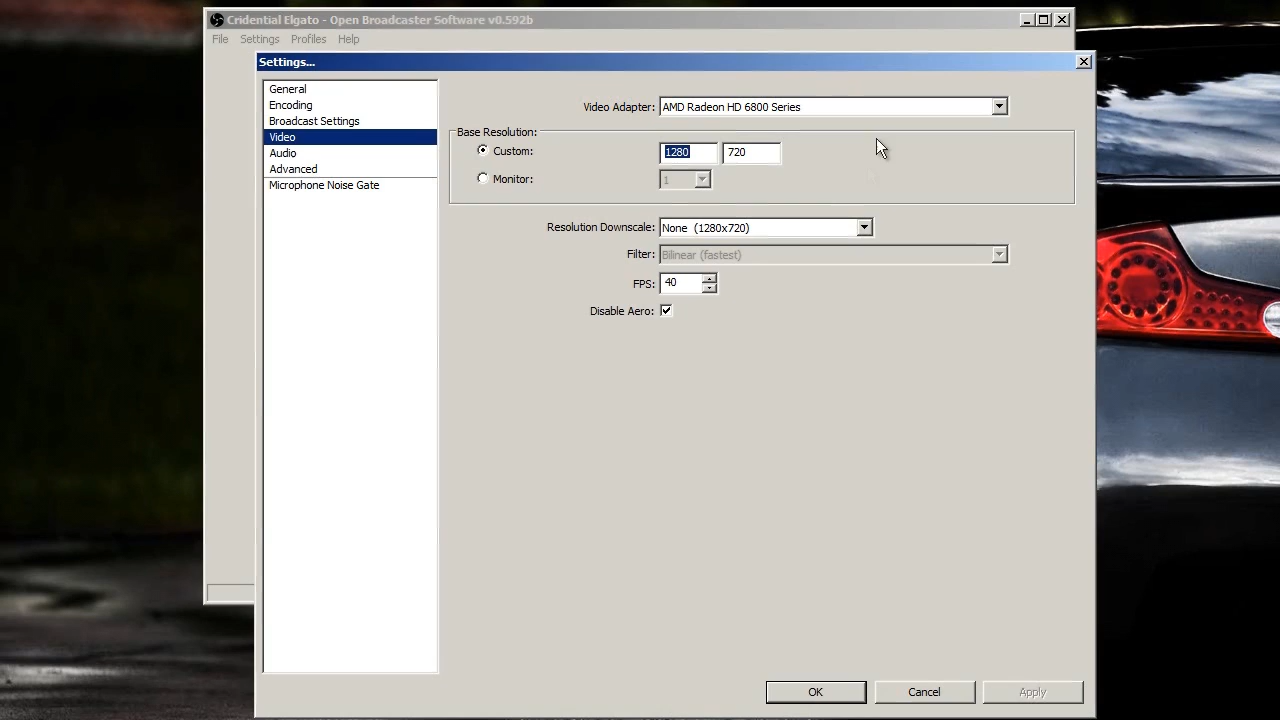 Cridential Elgato - Open Broadcaster Software v0.592b
File Settings Profiles Help
Settings...
General
Encoding
Broadcast Settings
Video
Audio
Advanced
Microphone Noise Gate
Video Adapter: AMD Radeon HD 6800 Series
Base Resolution:
Custom: 1280 720
Monitor: 1
Resolution Downscale: None (1280x720)
Filter: Bilinear (fastest)
FPS: 40
Disable Aero:
OK Cancel Apply